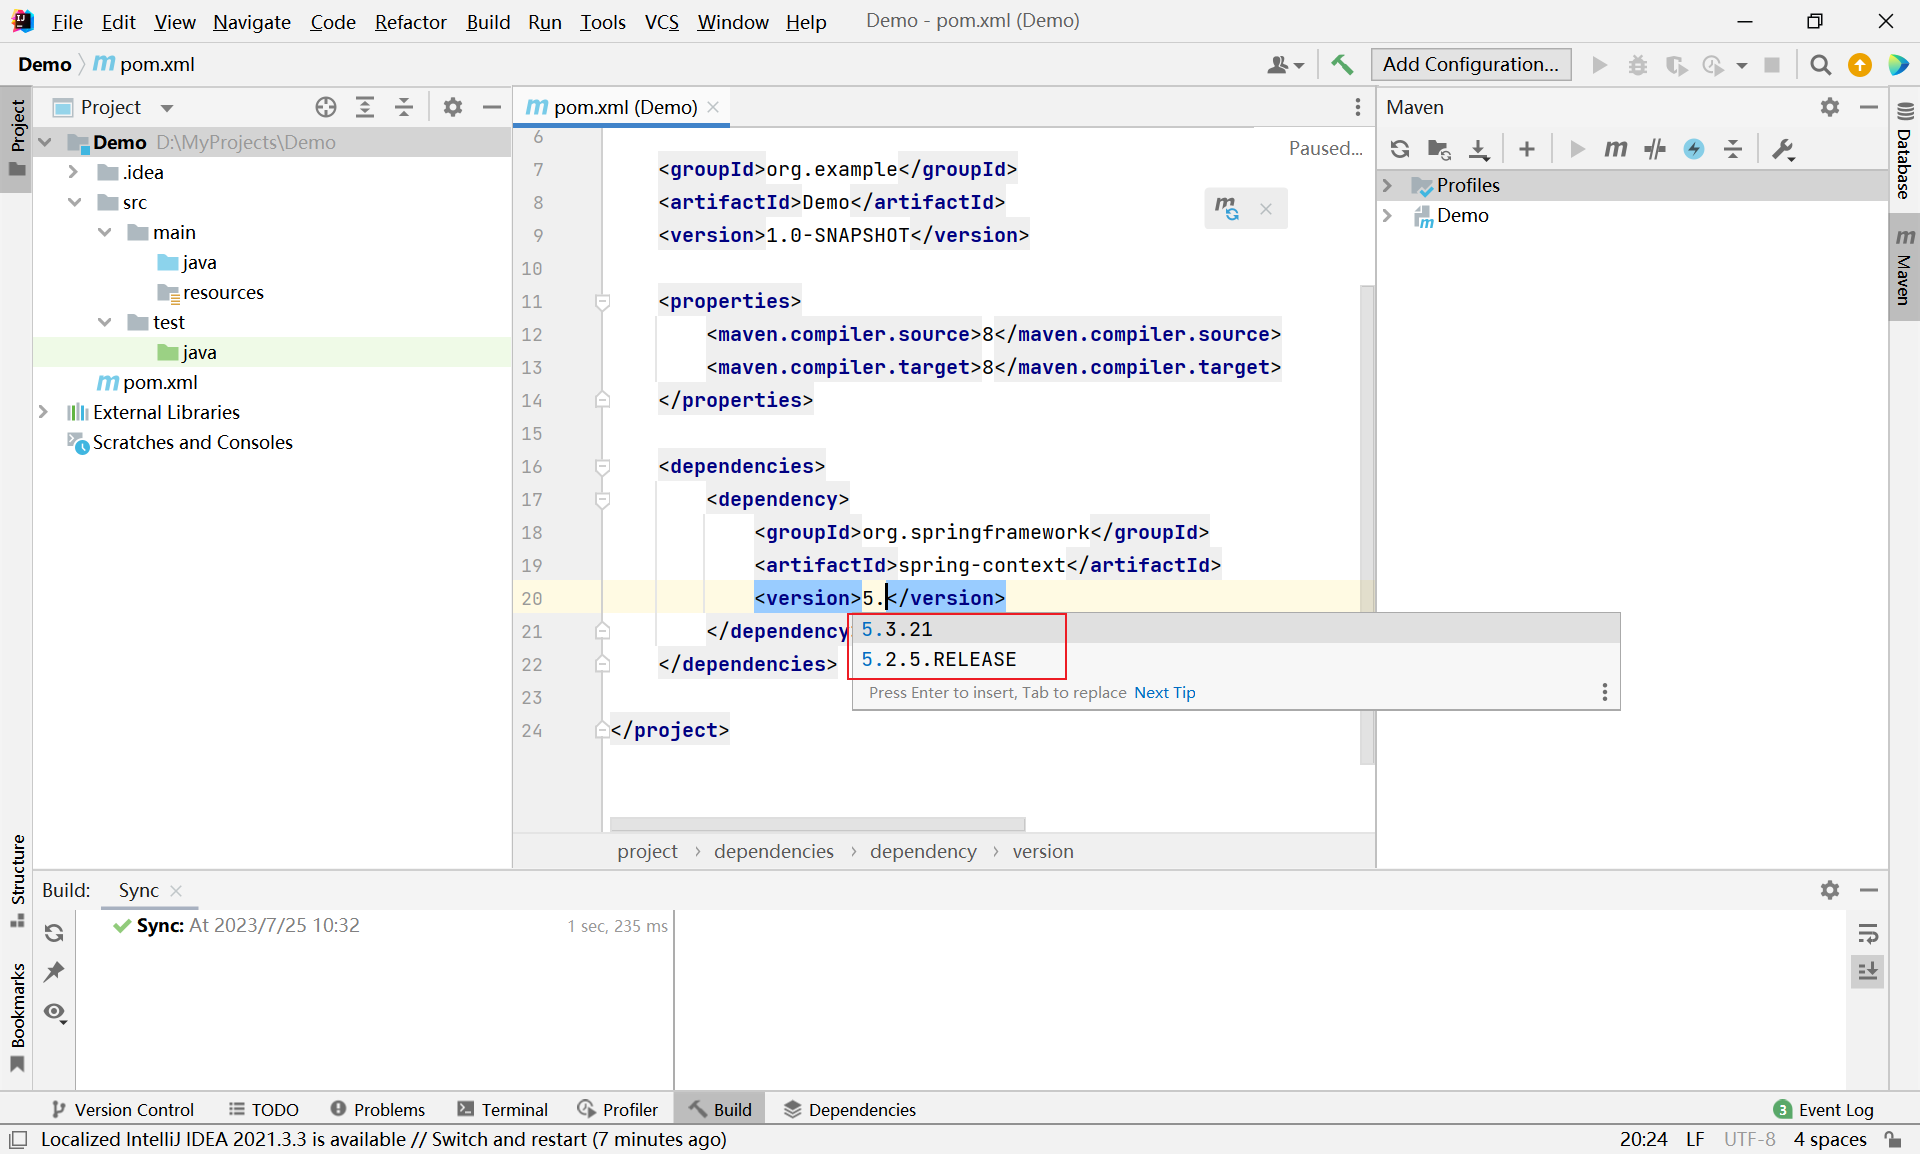 File Edit View Navigate Code Refactor Build Run Tools VCS Window Help Demo - pom.xml (Demo)
Demo pom.xml Add Configuration...
Project
Project
pom.xml (Demo)
Maven
Demo D:\MyProjects\Demo
.idea
src
main
java
resources
test
java
pom.xml
External Libraries
Scratches and Consoles
Paused...
6
7 <groupId>org.example</groupId>
8 <artifactId>Demo</artifactId>
9 <version>1.0-SNAPSHOT</version>
10
11 <properties>
12 <maven.compiler.source>8</maven.compiler.source>
13 <maven.compiler.target>8</maven.compiler.target>
14 </properties>
15
16 <dependencies>
17 <dependency>
18 <groupId>org.springframework</groupId>
19 <artifactId>spring-context</artifactId>
20 <version>5.</version>
21 </dependency
22 </dependencies>
23
24 </project>
5.3.21
5.2.5.RELEASE
Press Enter to insert, Tab to replace Next Tip
project › dependencies › dependency › version
Profiles
Demo
Database
Maven
Structure
Bookmarks
Build: Sync
Sync: At 2023/7/25 10:32 1 sec, 235 ms
Version Control TODO Problems Terminal Profiler Build Dependencies 3 Event Log
Localized IntelliJ IDEA 2021.3.3 is available // Switch and restart (7 minutes ago) 20:24 LF UTF-8 4 spaces